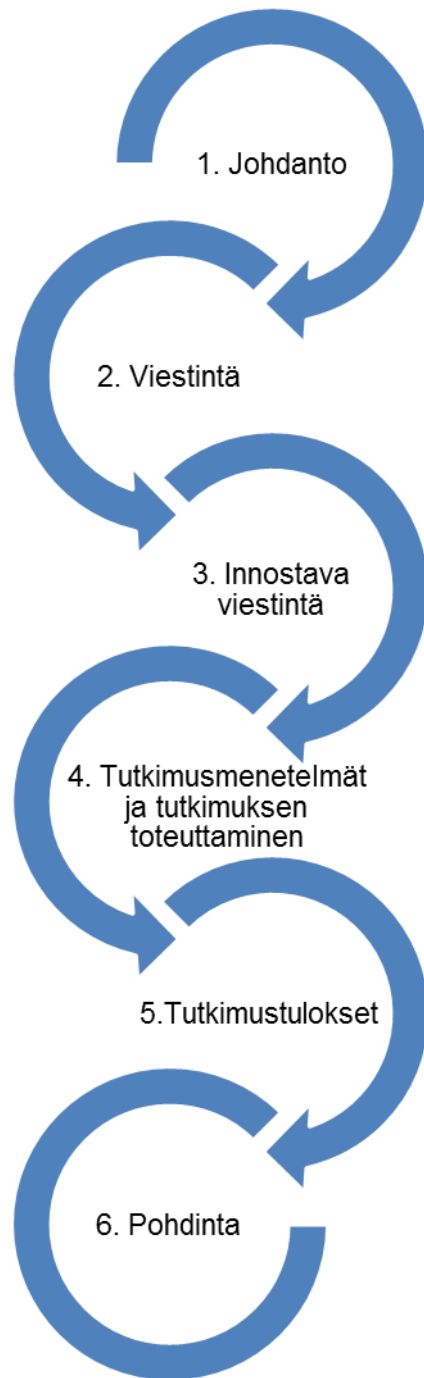 1. Johdanto
2. Viestintä
3. Innostava
viestintä
4. Tutkimusmenetelmät
ja tutkimuksen
toteuttaminen
5.Tutkimustulokset
6. Pohdinta